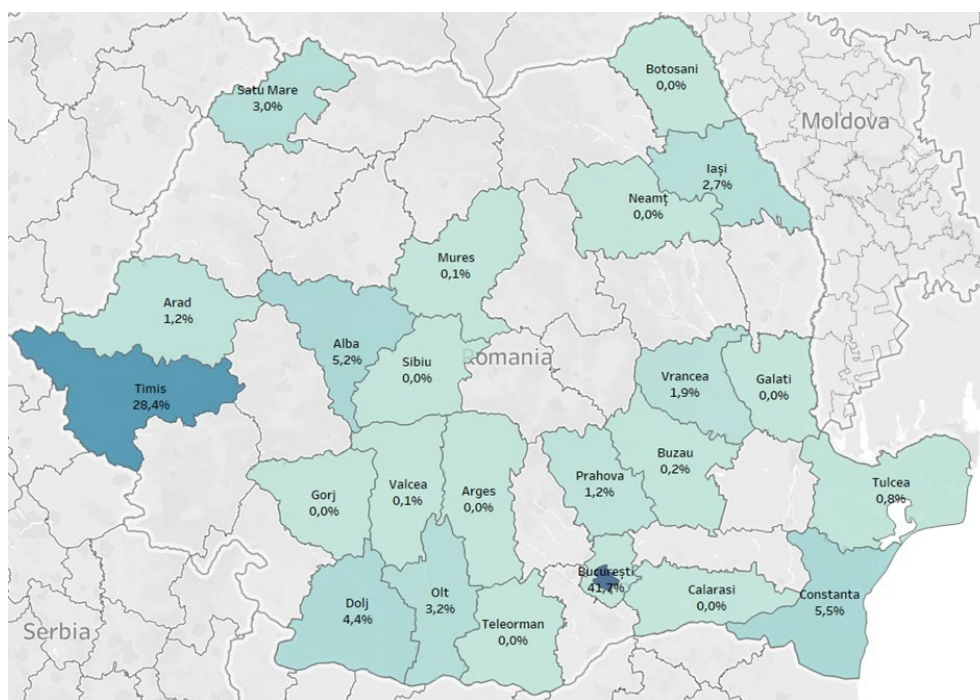 Botosani
0,0%
Satu Mare
3,0%
Moldova
Iași
2,7%
Neamț
0,0%
Mures
0,1%
Arad
1,2%
Alba
5,2%
Sibiu
0,0%
Romania
Timis
28,4%
Vrancea
1,9%
Galati
0,0%
Buzau
0,2%
Prahova
1,2%
Tulcea
0,8%
Gorj
0,0%
Valcea
0,1%
Arges
0,0%
București
41,7%
Calarasi
0,0%
Constanta
5,5%
Dolj
4,4%
Olt
3,2%
Teleorman
0,0%
Serbia